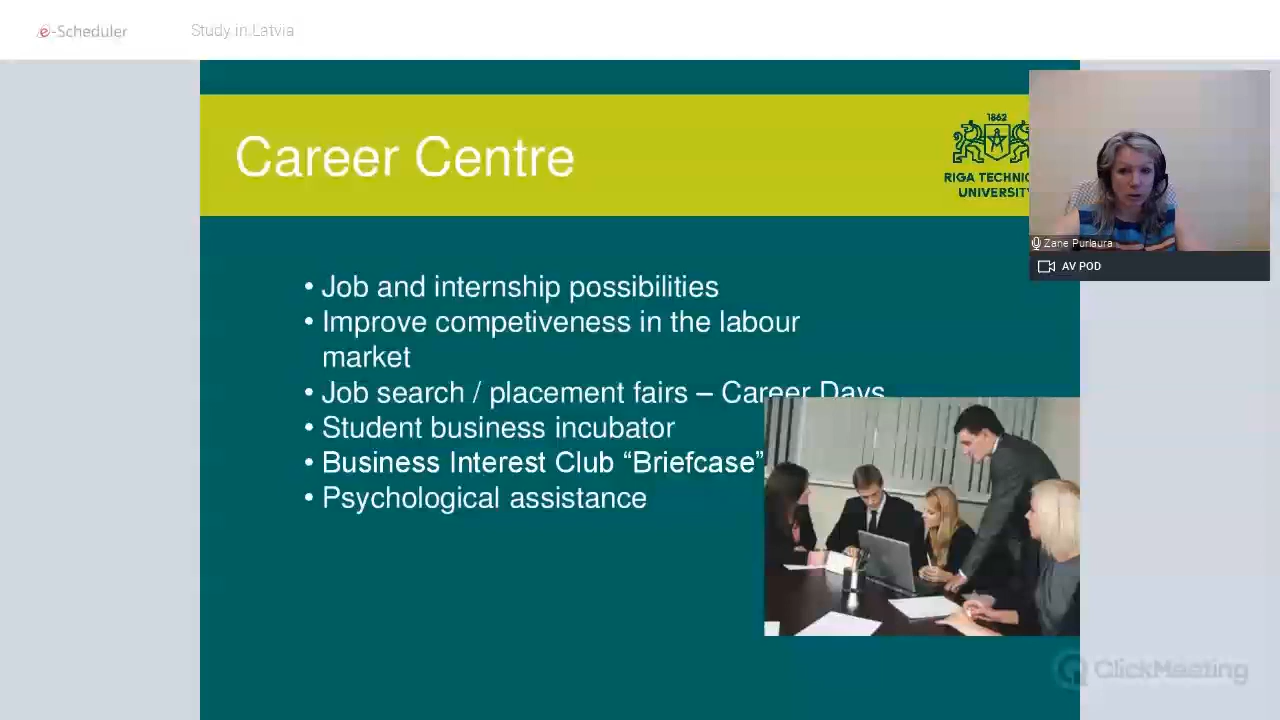 e-Scheduler
Study in Latvia
Career Centre
1862
RIGA TECHNIC
UNIVERSITY
Zane Purlaura
AV POD
• Job and internship possibilities
• Improve competiveness in the labour
market
• Job search / placement fairs – Career Days
• Student business incubator
• Business Interest Club “Briefcase”
• Psychological assistance
ClickMeeting